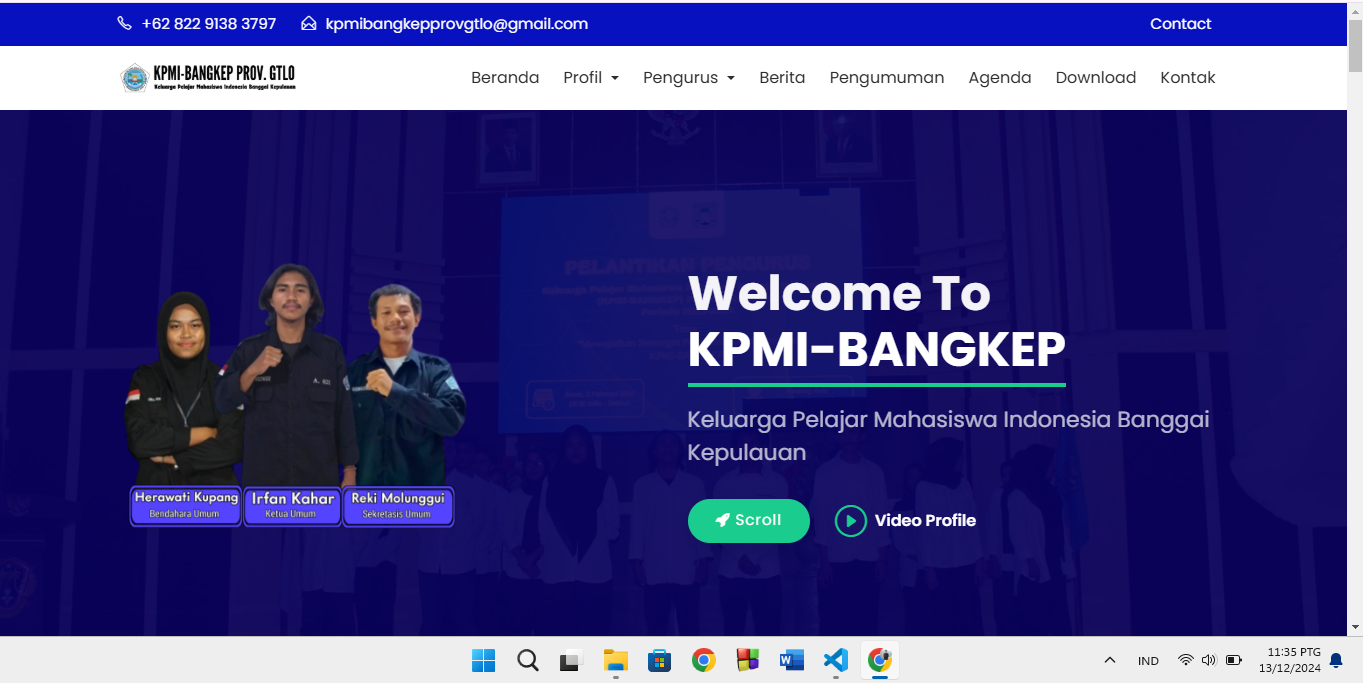 +62 822 9138 3797
kpmibangkepprovgtlo@gmail.com
Contact
KPMI-BANGKEP PROV. GTLO
Keluarga Pelajar Mahasiswa Indonesia Banggai Kepulauan
Beranda
Profil
Pengurus
Berita
Pengumuman
Agenda
Download
Kontak
PELANTIKAN PENGURUS
Welcome To
KPMI-BANGKEP
Keluarga Pelajar Mahasiswa Indonesia Banggai
Kepulauan
Scroll
Video Profile
Herawati Kupang
Bendahara Umum
Irfan Kahar
Ketua Umum
Reki Molunggui
Sekretasis Umum
IND
11:35 PTG
13/12/2024